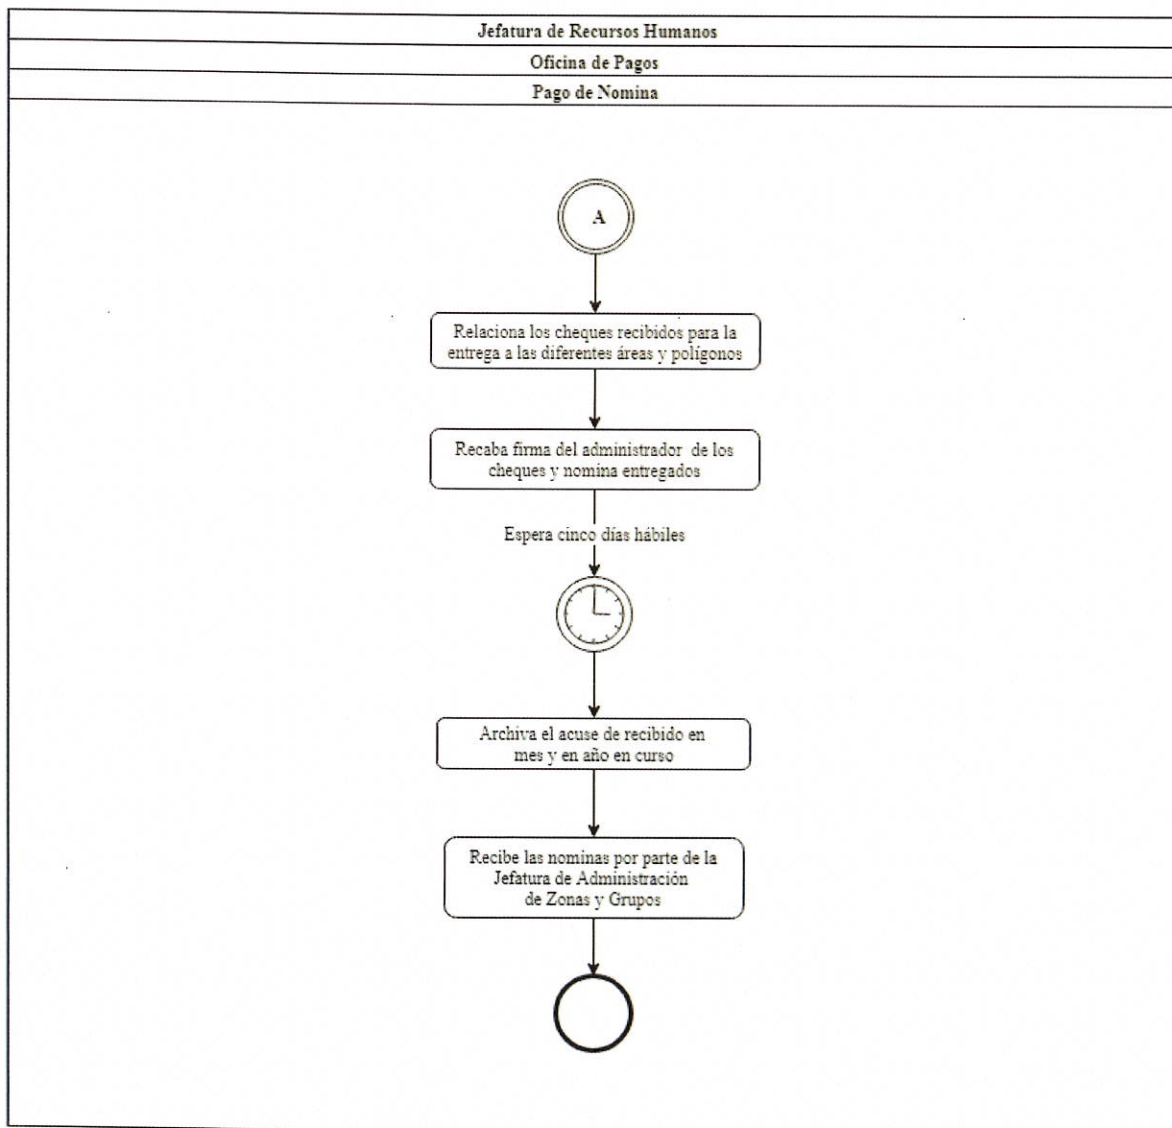 Jefatura de Recursos Humanos
Oficina de Pagos
Pago de Nomina
A
Relaciona los cheques recibidos para la
entrega a las diferentes áreas y polígonos
Recaba firma del administrador de los
cheques y nomina entregados
Espera cinco días hábiles
Archiva el acuse de recibido en
mes y en año en curso
Recibe las nominas por parte de la
Jefatura de Administración
de Zonas y Grupos